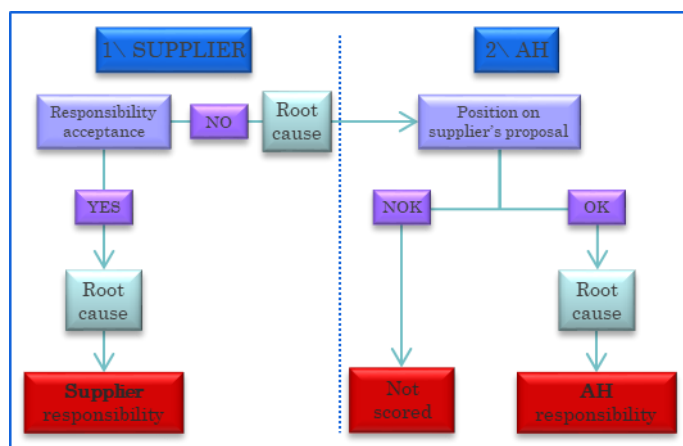 1\ SUPPLIER
2\ AH
Responsibility
acceptance
NO
Root
cause
Position on
supplier's proposal
YES
NOK
OK
Root
cause
Root
cause
Supplier
responsibility
Not
scored
AH
responsibility